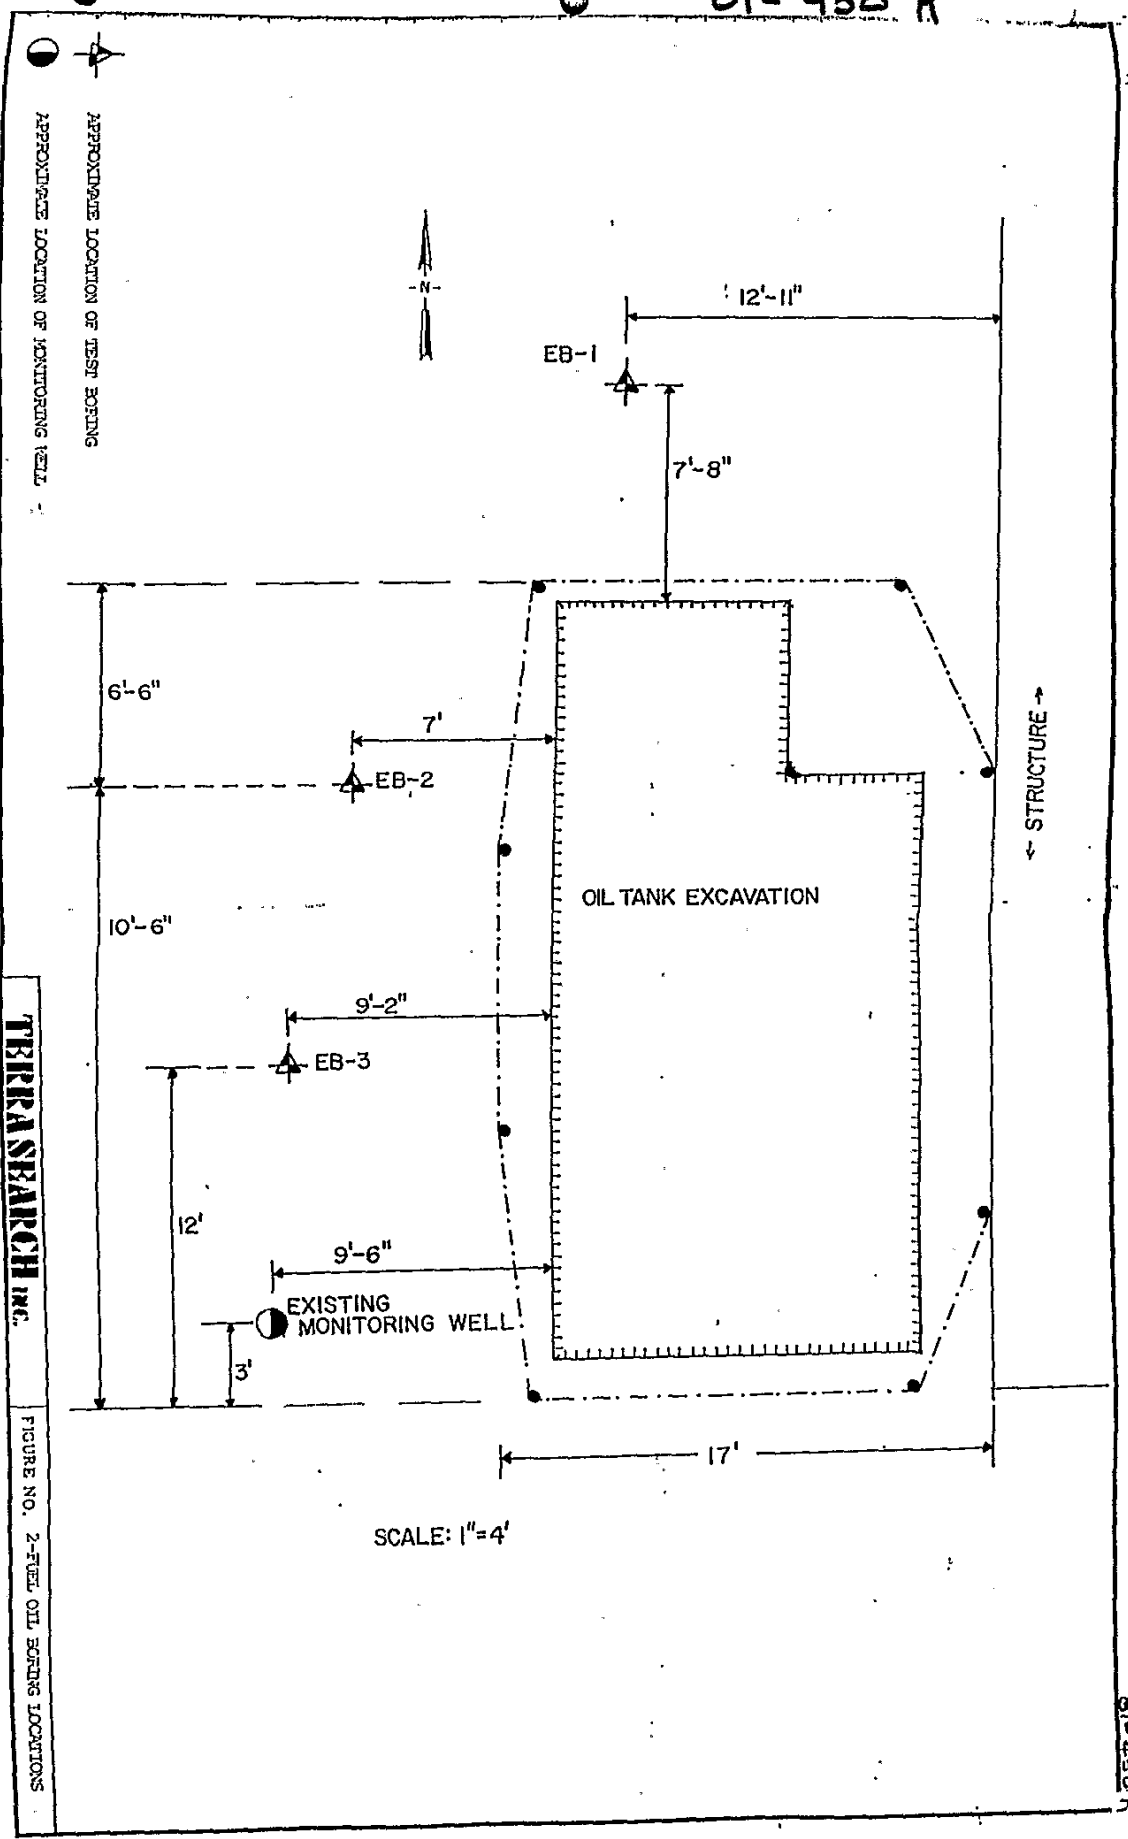 APPROXIMATE LOCATION OF TEST BORING
APPROXIMATE LOCATION OF MONITORING WELL
-N-
12'-11"
EB-1
7'-8"
6'-6"
7'
EB-2
← STRUCTURE →
OIL TANK EXCAVATION
10'-6"
9'-2"
EB-3
12'
9'-6"
EXISTING
MONITORING WELL
3'
17'
SCALE: 1"=4'
TERRASEARCH INC.
FIGURE NO. 2-FUEL OIL BORING LOCATIONS